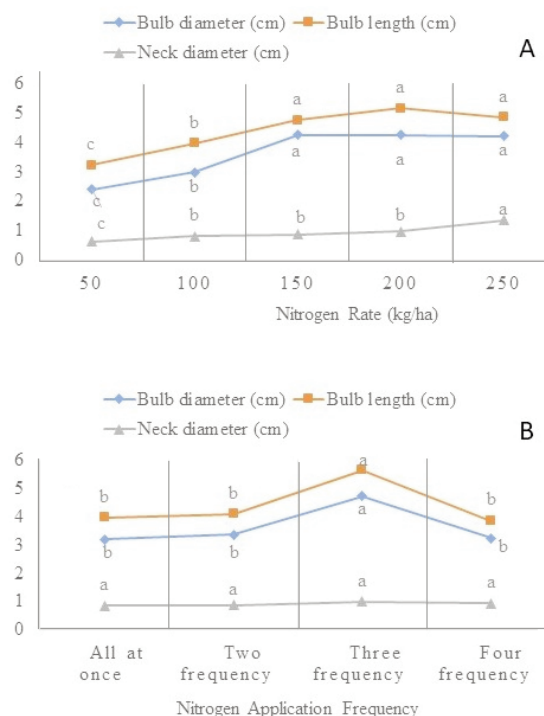 Bulb diameter (cm) Bulb length (cm)
Neck diameter (cm)
A
6
5
4
3
2
1
0
a a a
b
c
a a a
b
c
a
b b b
c
50 100 150 200 250
Nitrogen Rate (kg/ha)
Bulb diameter (cm) Bulb length (cm)
Neck diameter (cm)
B
6
5
4
3
2
1
0
b b a b
b b a b
a a a a
All at once
Two frequency
Three frequency
Four frequency
Nitrogen Application Frequency